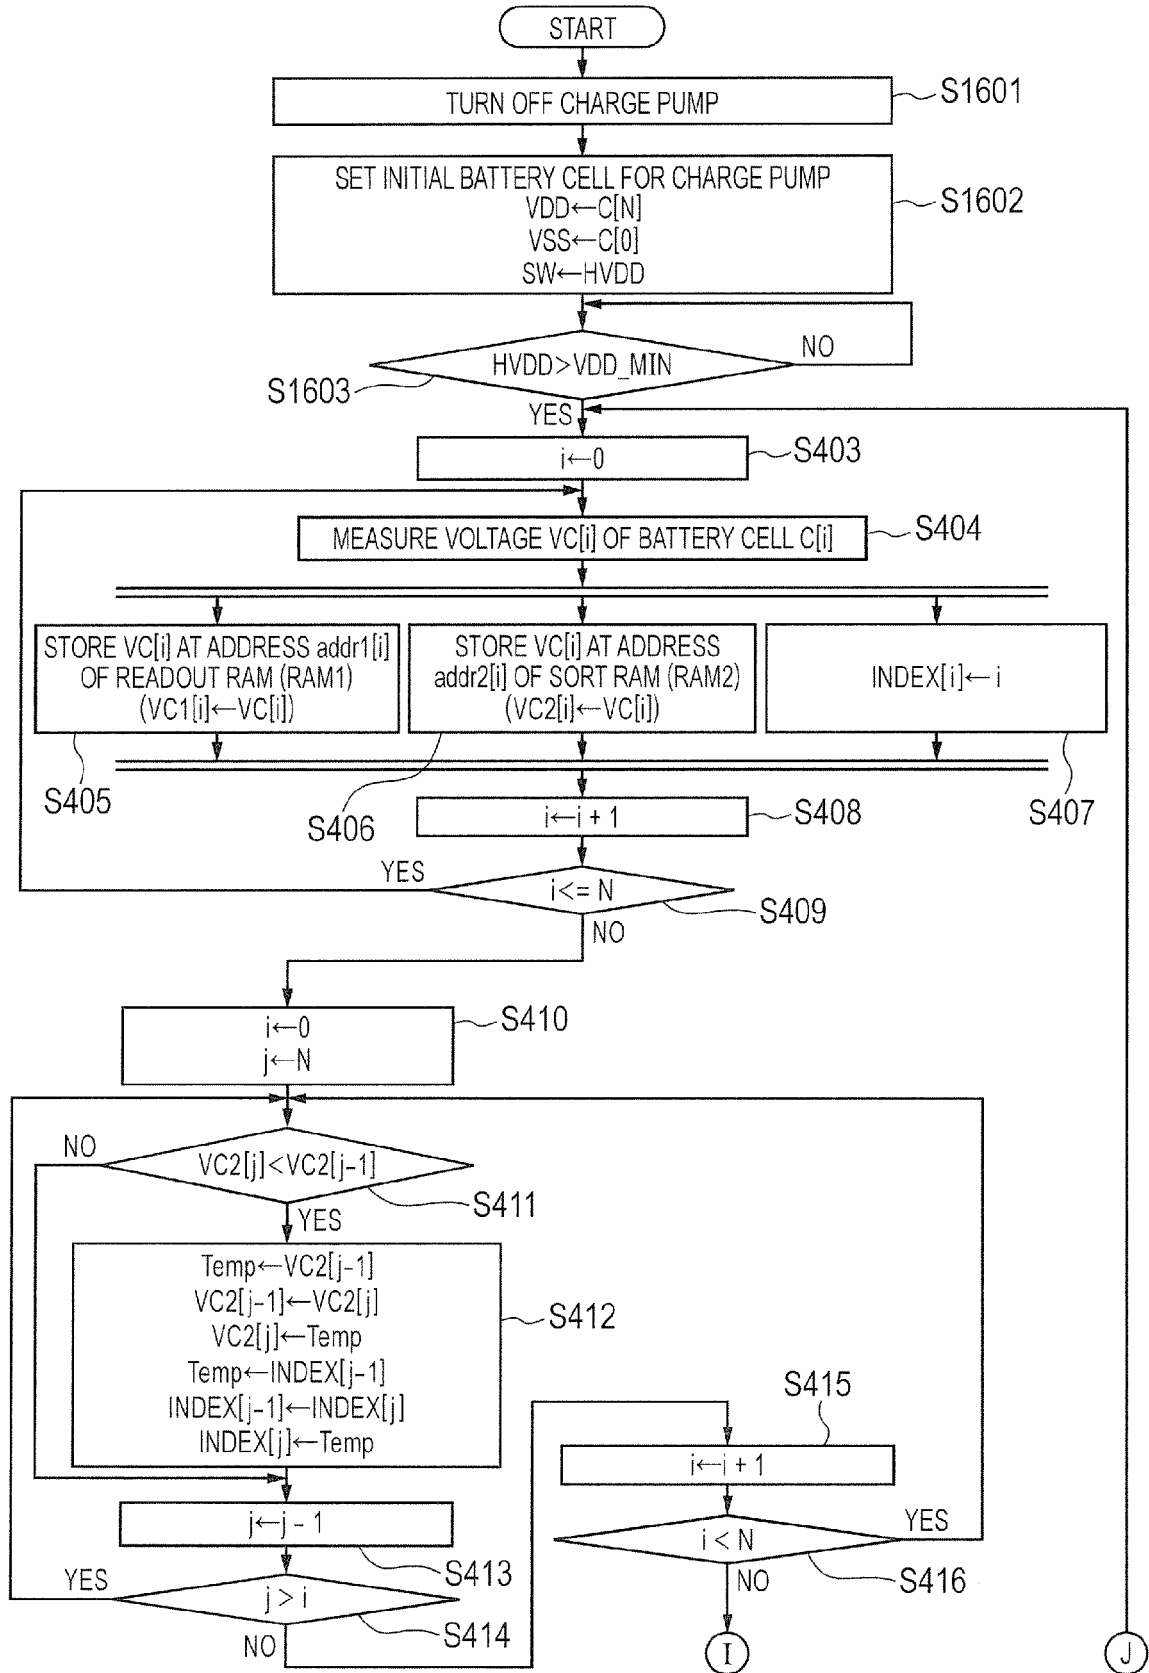 START
TURN OFF CHARGE PUMP
S1601
SET INITIAL BATTERY CELL FOR CHARGE PUMP
VDD←C[N]
VSS←C[0]
SW←HVDD
S1602
HVDD>VDD_MIN
NO
S1603
YES
i←0
S403
MEASURE VOLTAGE VC[i] OF BATTERY CELL C[i]
S404
STORE VC[i] AT ADDRESS addr1[i]
OF READOUT RAM (RAM1)
(VC1[i]←VC[i])
S405
STORE VC[i] AT ADDRESS
addr2[i] OF SORT RAM (RAM2)
(VC2[i]←VC[i])
S406
INDEX[i]←i
S407
i←i + 1
S408
YES
i<= N
S409
NO
i←0
j←N
S410
NO
VC2[j]<VC2[j-1]
S411
YES
Temp←VC2[j-1]
VC2[j-1]←VC2[j]
VC2[j]←Temp
Temp←INDEX[j-1]
INDEX[j-1]←INDEX[j]
INDEX[j]←Temp
S412
j←j - 1
S413
YES
j > i
S414
NO
S415
i←i + 1
i < N
YES
S416
NO
I
J